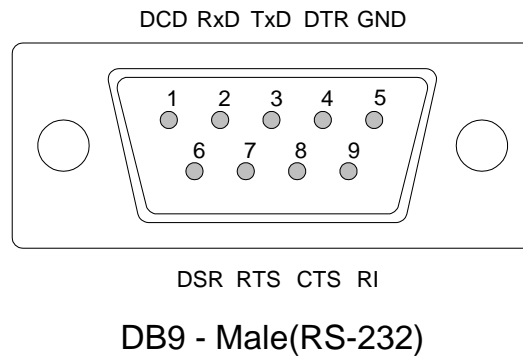 DCD RxD TxD DTR GND
1 2 3 4 5
6 7 8 9
DSR RTS CTS RI
DB9 - Male(RS-232)